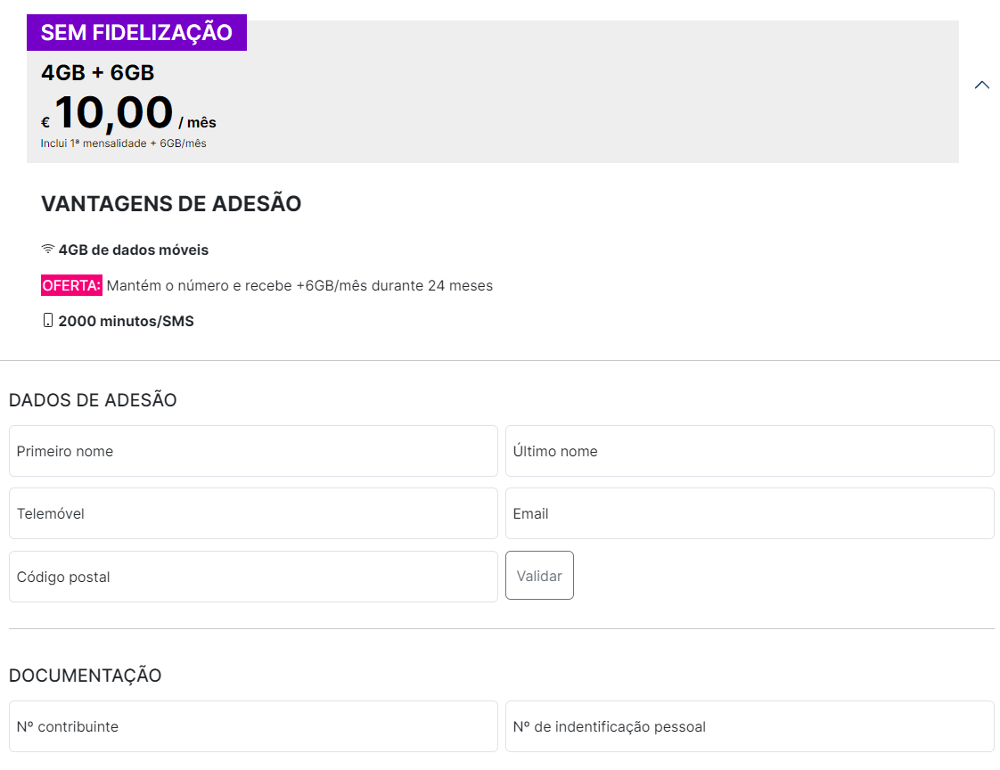 SEM FIDELIZAÇÃO
4GB + 6GB
€ 10,00 / mês
Inclui 1ª mensalidade + 6GB/mês
VANTAGENS DE ADESÃO
4GB de dados móveis
OFERTA: Mantém o número e recebe +6GB/mês durante 24 meses
2000 minutos/SMS
DADOS DE ADESÃO
Primeiro nome
Último nome
Telemóvel
Email
Código postal
Validar
DOCUMENTAÇÃO
Nº contribuinte
Nº de indentificação pessoal